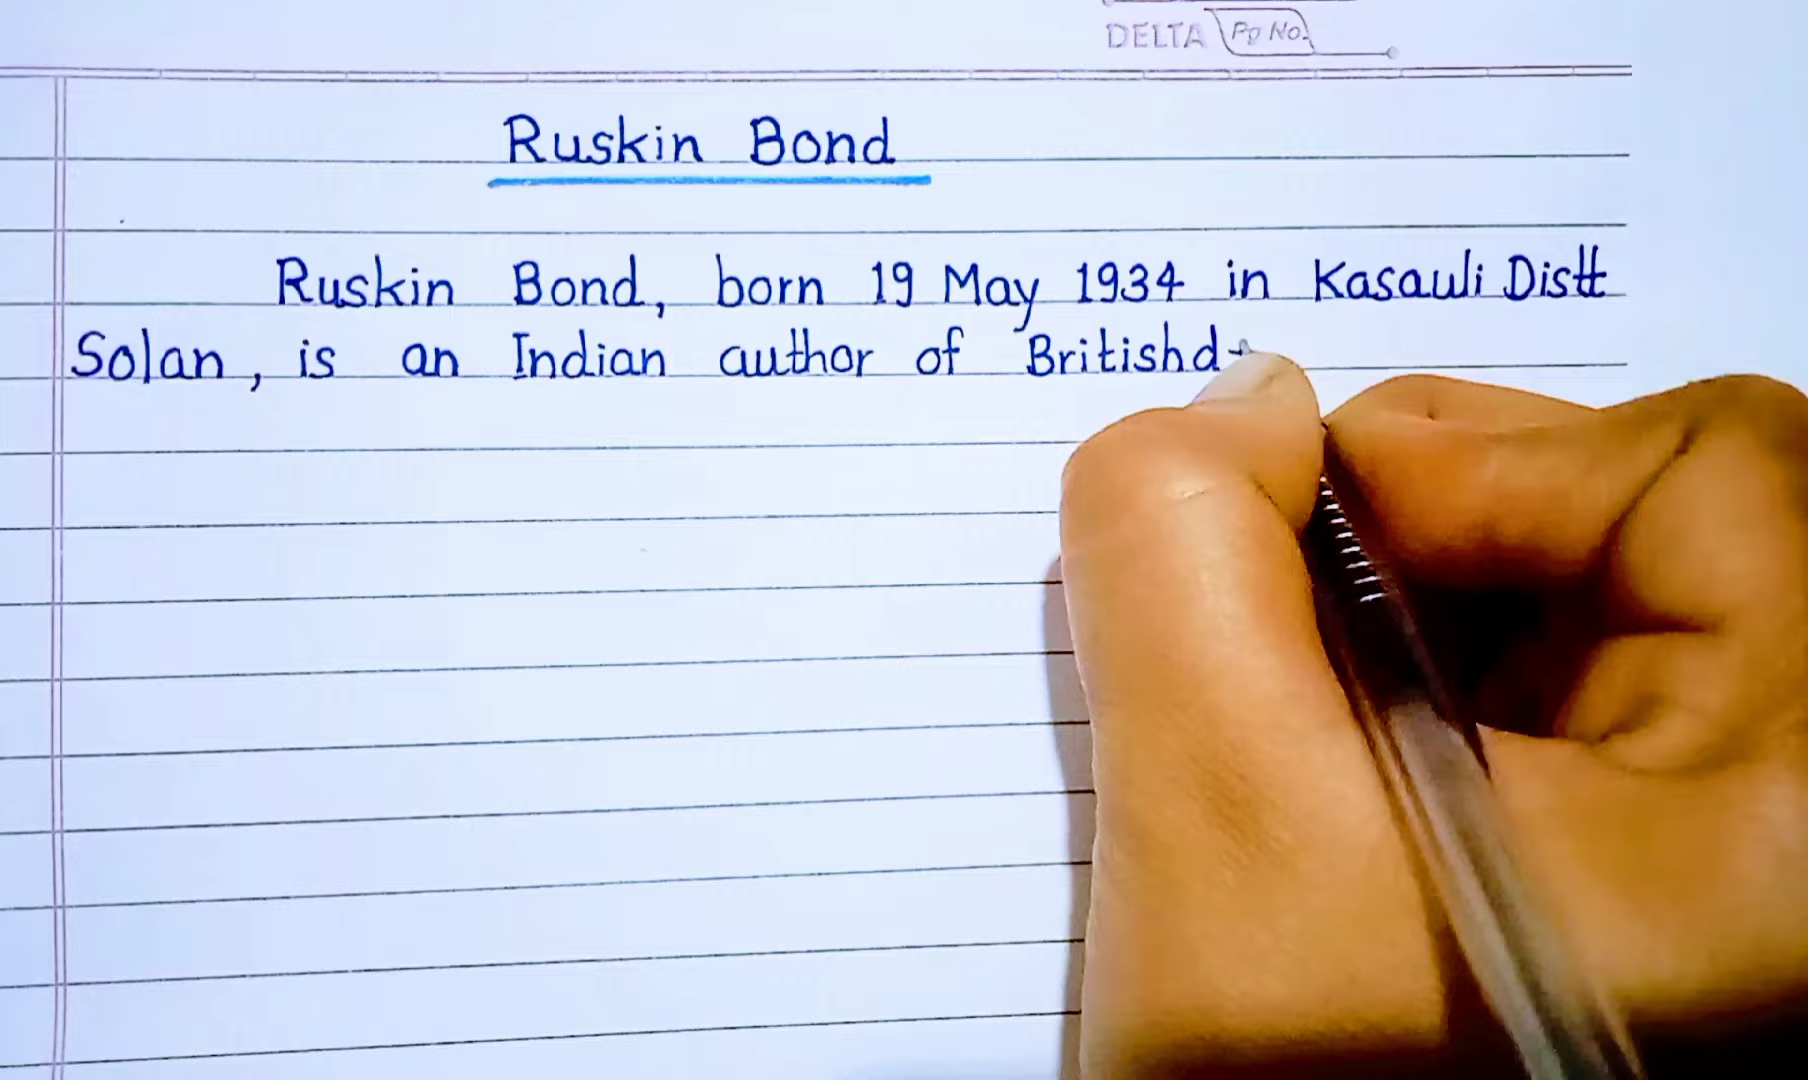 DELTA Pg No.
Ruskin Bond
Ruskin Bond, born 19 May 1934 in Kasauli Distt
Solan, is an Indian author of British d